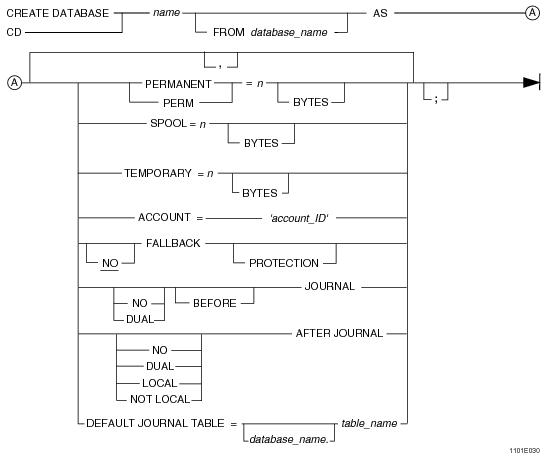 CREATE DATABASE name AS A
CD FROM database_name
,
A PERMANENT = n
PERM BYTES ;
SPOOL = n
BYTES
TEMPORARY = n
BYTES
ACCOUNT = 'account_ID'
FALLBACK
NO PROTECTION
JOURNAL
NO BEFORE
DUAL
AFTER JOURNAL
NO
DUAL
LOCAL
NOT LOCAL
DEFAULT JOURNAL TABLE = table_name
database_name.
1101E030